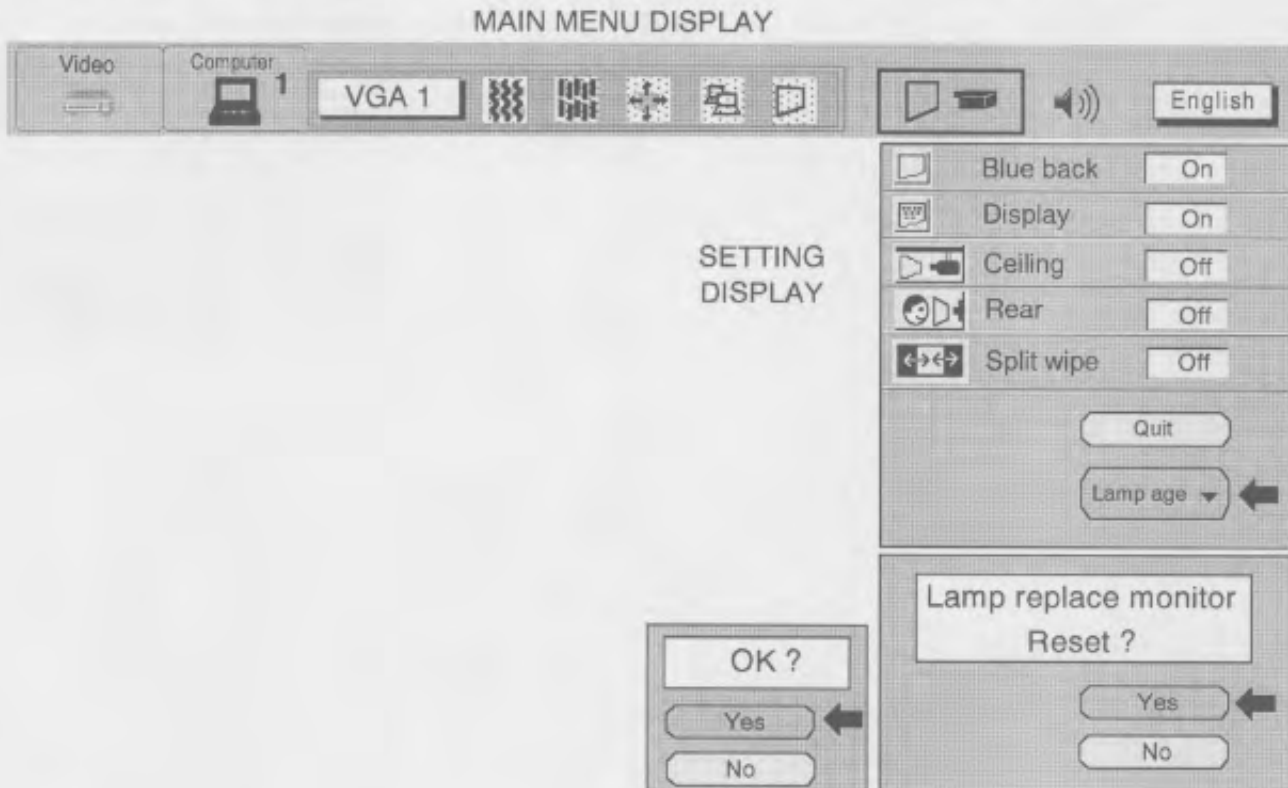 MAIN MENU DISPLAY
Video
Computer
1
VGA 1
English
Blue back On
Display On
SETTING
DISPLAY
Ceiling Off
Rear Off
Split wipe Off
Quit
Lamp age
Lamp replace monitor
Reset ?
Yes
No
OK ?
Yes
No